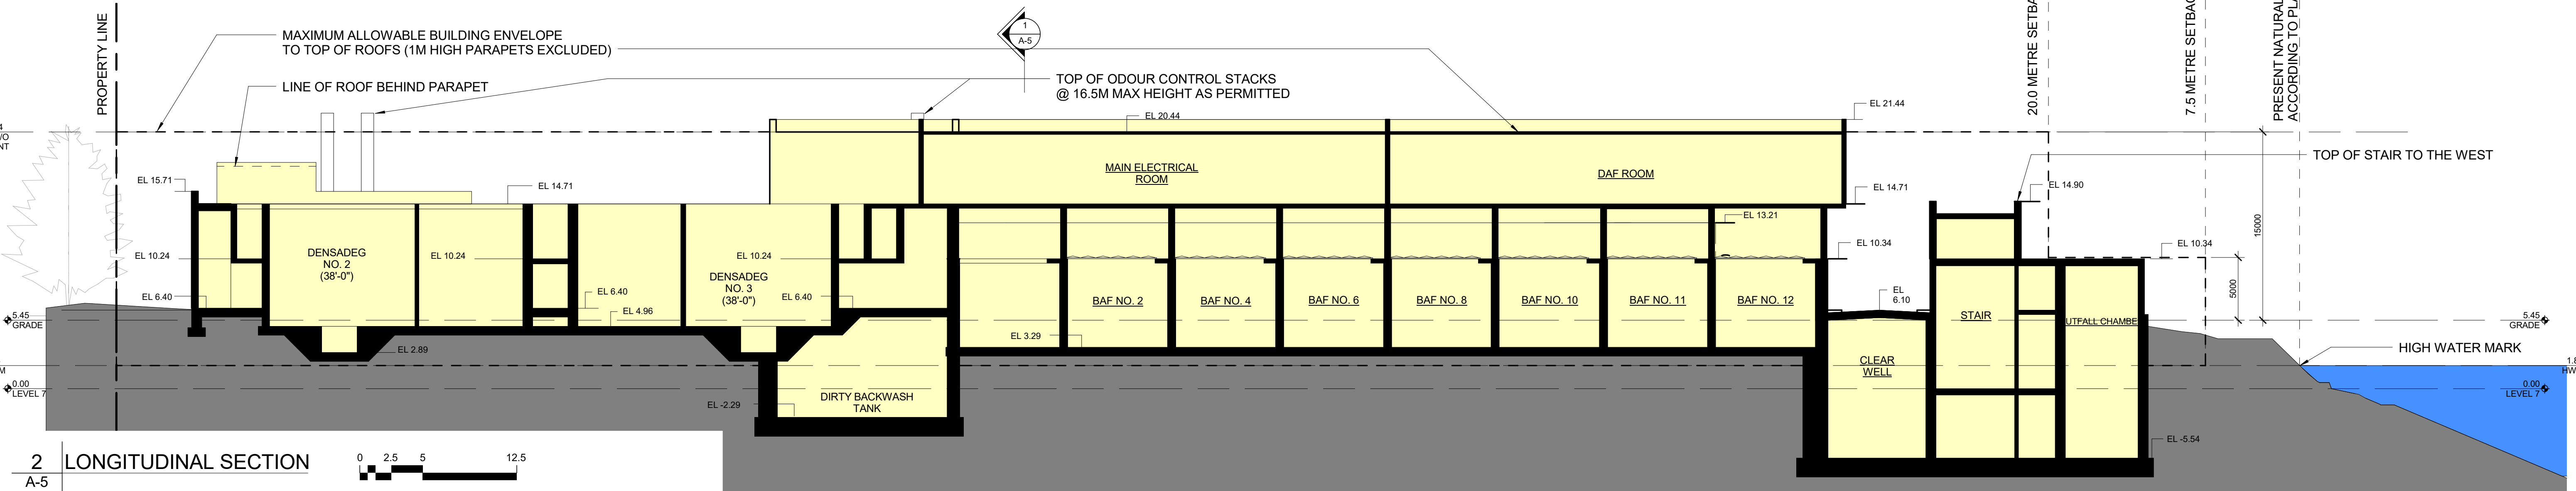 PROPERTY LINE
MAXIMUM ALLOWABLE BUILDING ENVELOPE
TO TOP OF ROOFS (1M HIGH PARAPETS EXCLUDED)
LINE OF ROOF BEHIND PARAPET
1
A-5
TOP OF ODOUR CONTROL STACKS
@ 16.5M MAX HEIGHT AS PERMITTED
20.0 METRE SETBA
7.5 METRE SETBAC
PRESENT NATURAL
ACCORDING TO PLA
EL 21.44
EL 20.44
MAIN ELECTRICAL
ROOM
DAF ROOM
TOP OF STAIR TO THE WEST
EL 15.71
EL 14.71
EL 14.71
EL 14.90
EL 13.21
15000
EL 10.24
DENSADEG
NO. 2
(38'-0")
EL 10.24
EL 10.24
DENSADEG
NO. 3
(38'-0")
EL 10.34
EL 10.34
EL 6.40
EL 6.40
EL 6.40
EL 4.96
BAF NO. 2
BAF NO. 4
BAF NO. 6
BAF NO. 8
BAF NO. 10
BAF NO. 11
BAF NO. 12
EL
6.10
STAIR
UTFALL CHAMBE
5000
5.45
GRADE
5.45
GRADE
EL 3.29
EL 2.89
HIGH WATER MARK
CLEAR
WELL
1.8
HW
0.00
LEVEL 7
0.00
LEVEL 7
DIRTY BACKWASH
TANK
EL -2.29
EL -5.54
2
A-5
LONGITUDINAL SECTION
0 2.5 5 12.5